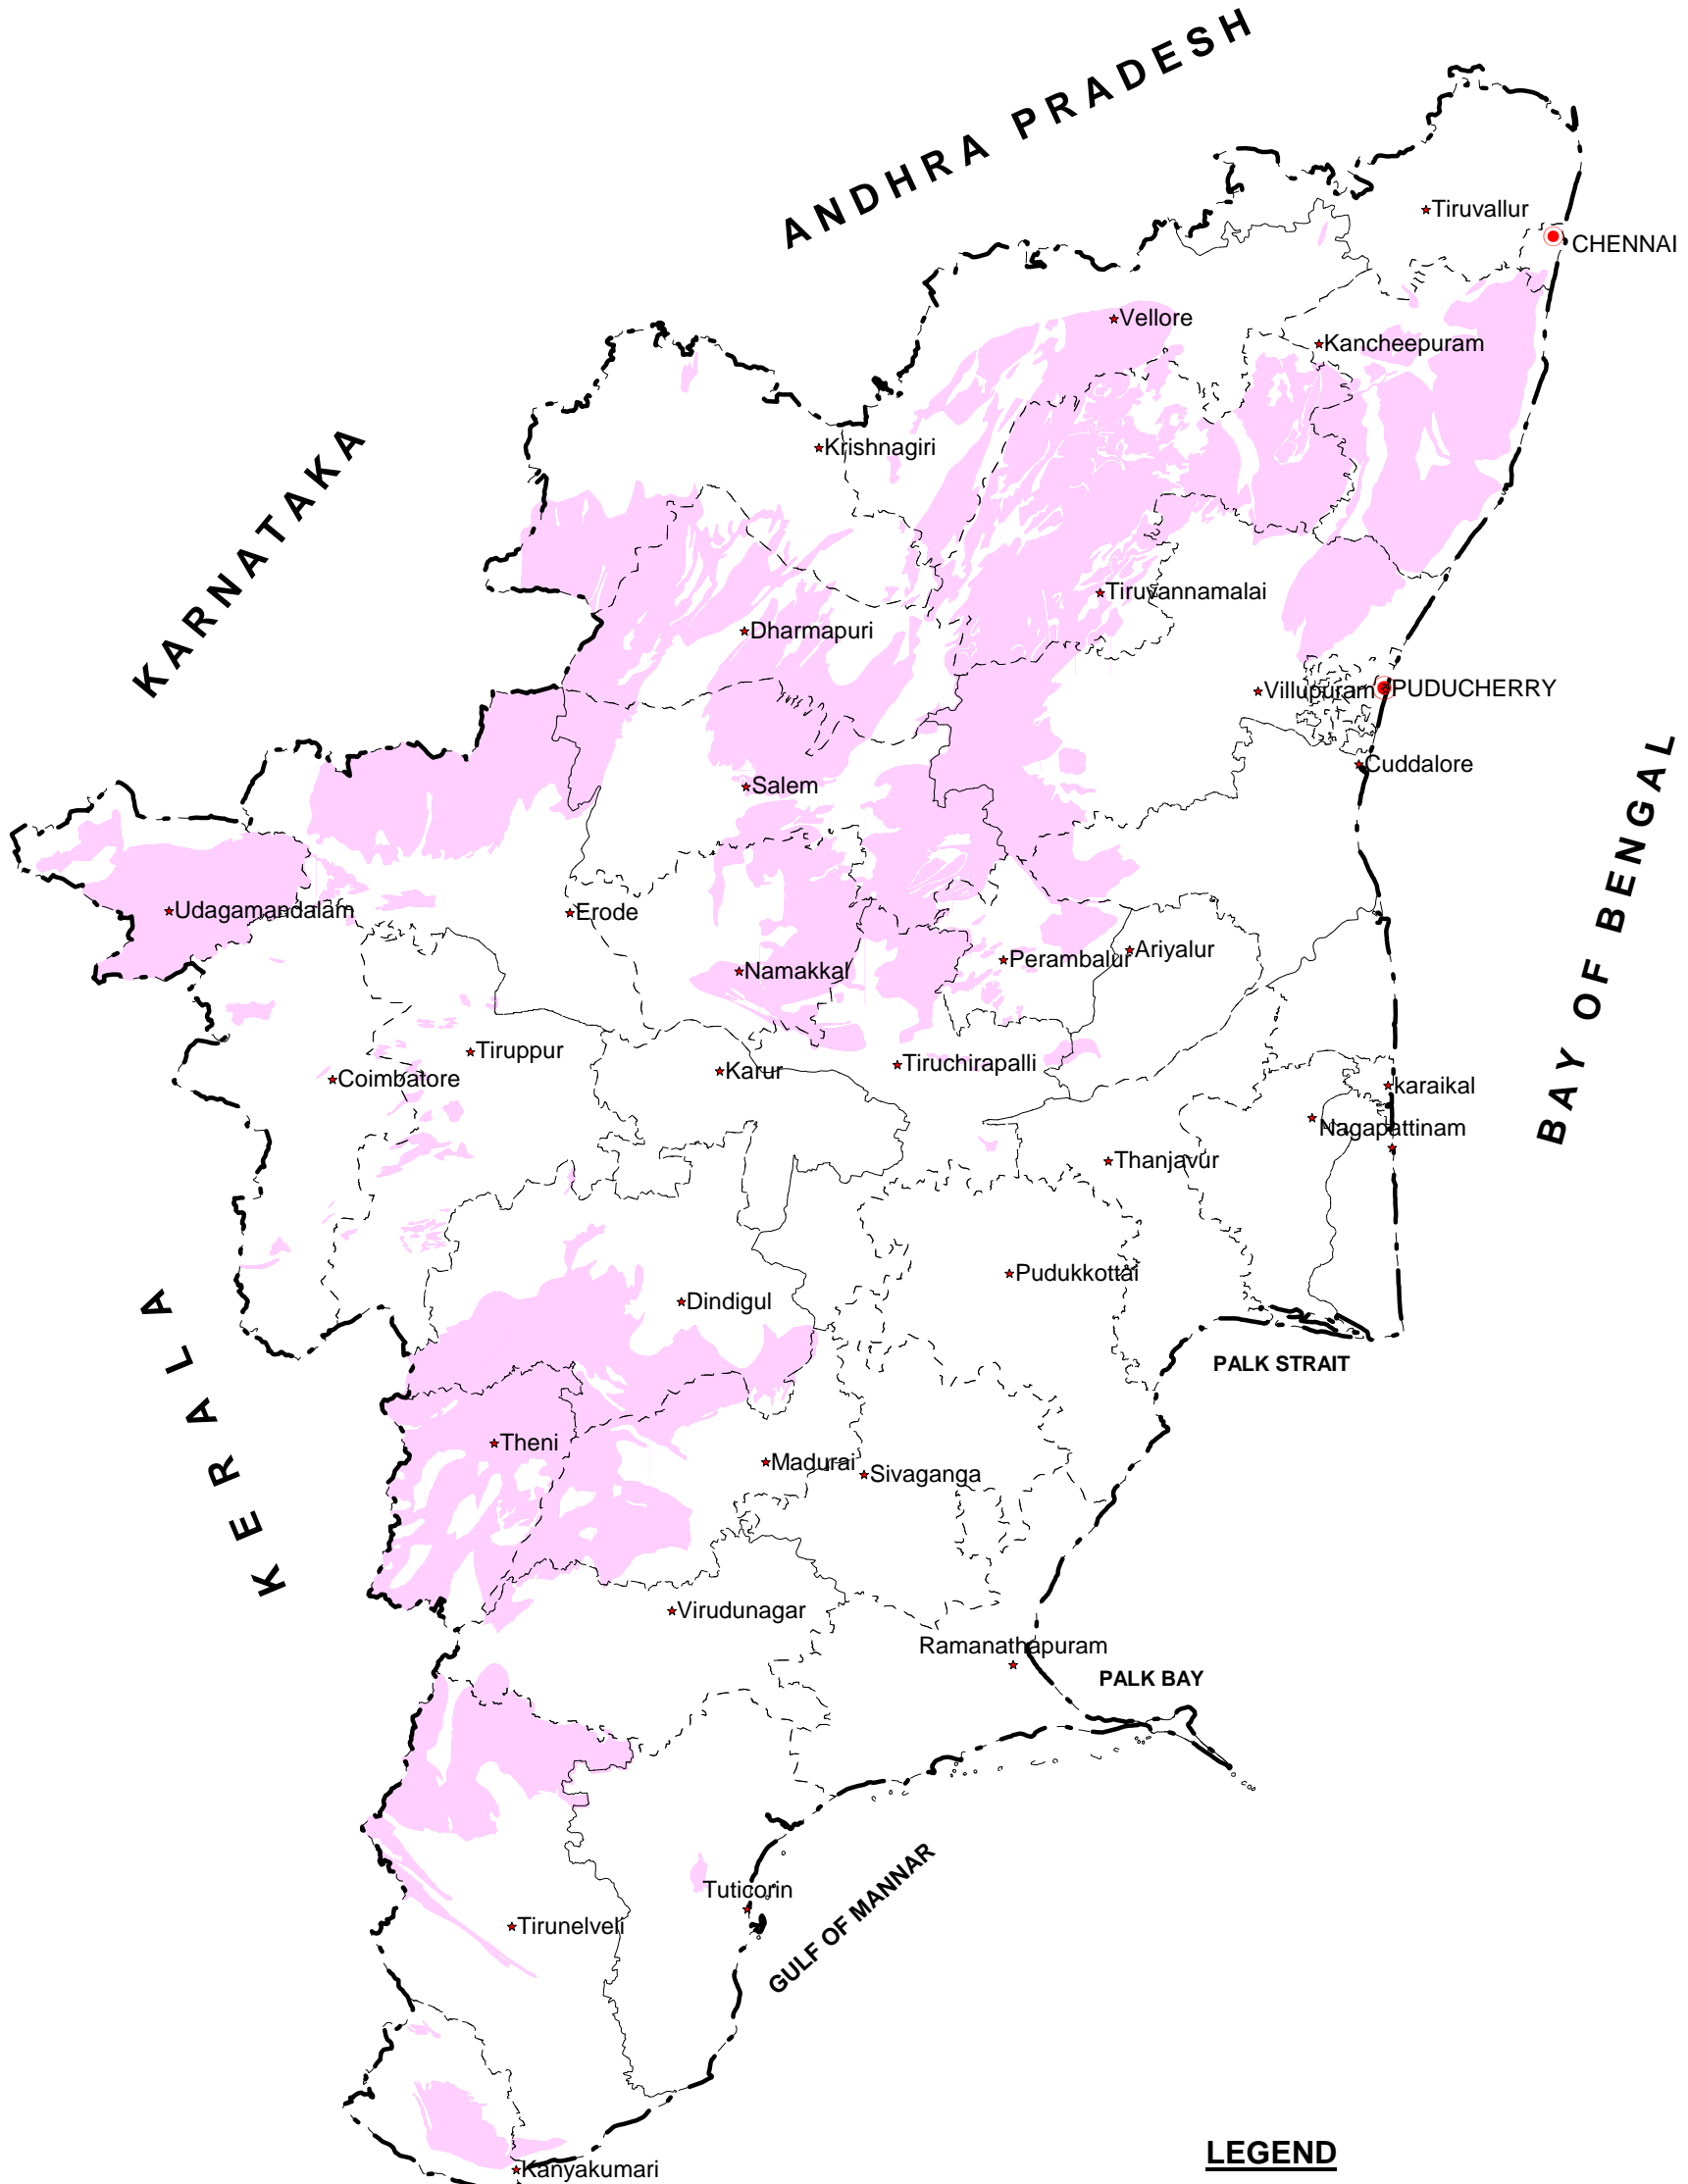 ANDHRA PRADESH
Tiruvallur
CHENNAI
Vellore
Kancheepuram
Krishnagiri
KARNATAKA
Tiruvannamalai
Dharmapuri
Villupuram
PUDUCHERRY
Cuddalore
Salem
BAY OF BENGAL
Udagamandalam
Erode
Ariyalur
Perambalur
Namakkal
Tiruppur
Tiruchirapalli
Karur
Coimbatore
karaikal
Nagapattinam
Thanjavur
Pudukkottai
Dindigul
KERALA
PALK STRAIT
Theni
Madurai
Sivaganga
Virudunagar
Ramanathapuram
PALK BAY
Tuticorin
GULF OF MANNAR
Tirunelveli
LEGEND
Kanyakumari